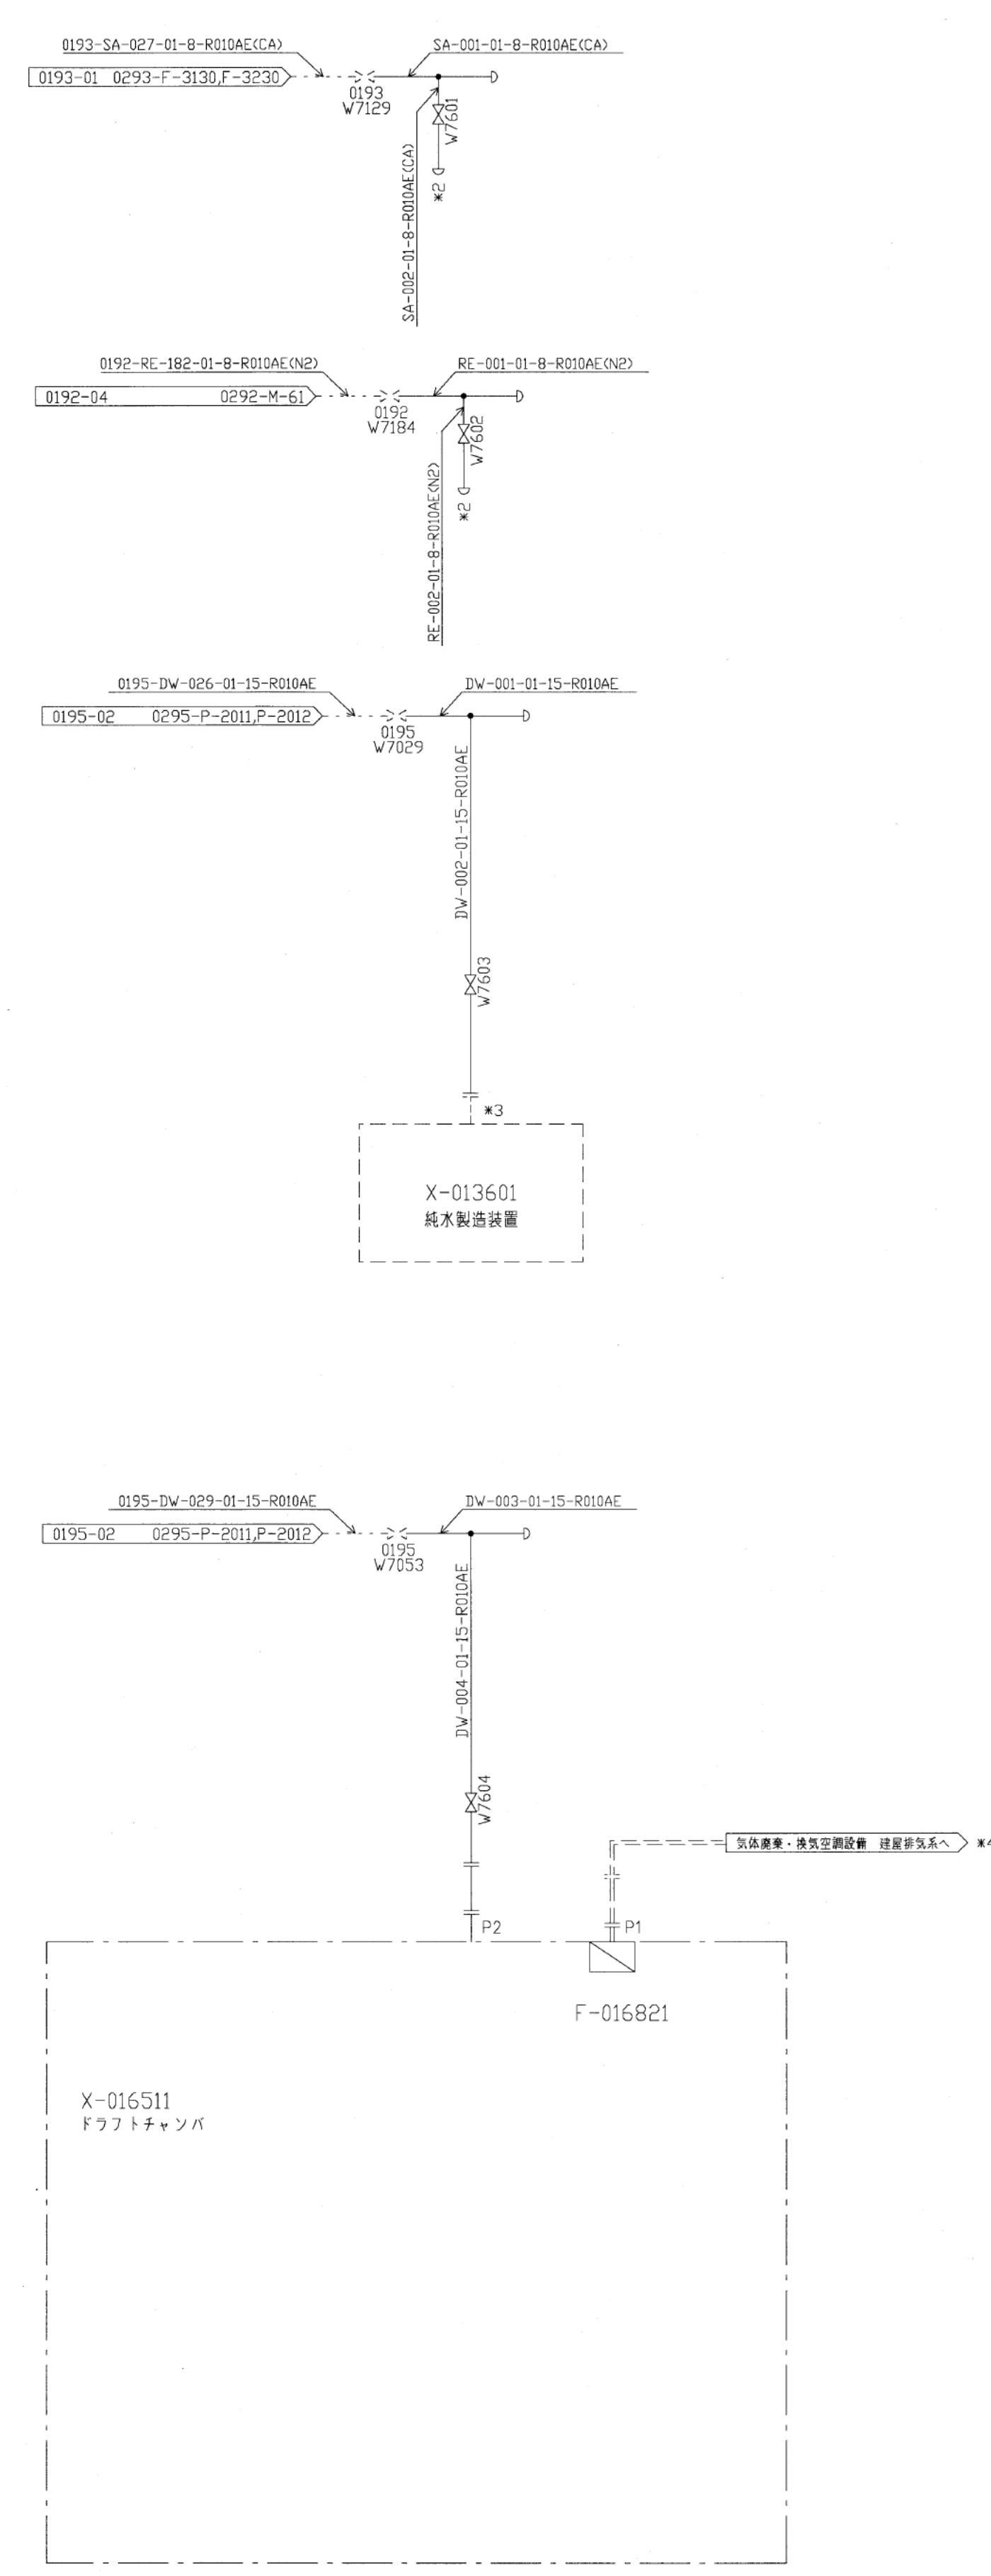 0193-SA-027-01-8-R010AE(CA)
SA-001-01-8-R010AE(CA)
0193-01 0293-F-3130,F-3230
0193
W7129
W7601
SA-002-01-8-R010AE(CA)
*2
0192-RE-182-01-8-R010AE(N2)
RE-001-01-8-R010AE(N2)
0192-04 0292-M-61
0192
W7184
W7602
RE-002-01-8-R010AE(N2)
*2
0195-DW-026-01-15-R010AE
DW-001-01-15-R010AE
0195-02 0295-P-2011,P-2012
0195
W7029
DW-002-01-15-R010AE
W7603
*3
X-013601
純水製造装置
0195-DW-029-01-15-R010AE
DW-003-01-15-R010AE
0195-02 0295-P-2011,P-2012
0195
W7053
DW-004-01-15-R010AE
W7604
気体廃棄・換気空調設備 建屋排気系へ *4
P2
P1
F-016821
X-016511
ドラフトチャンバ